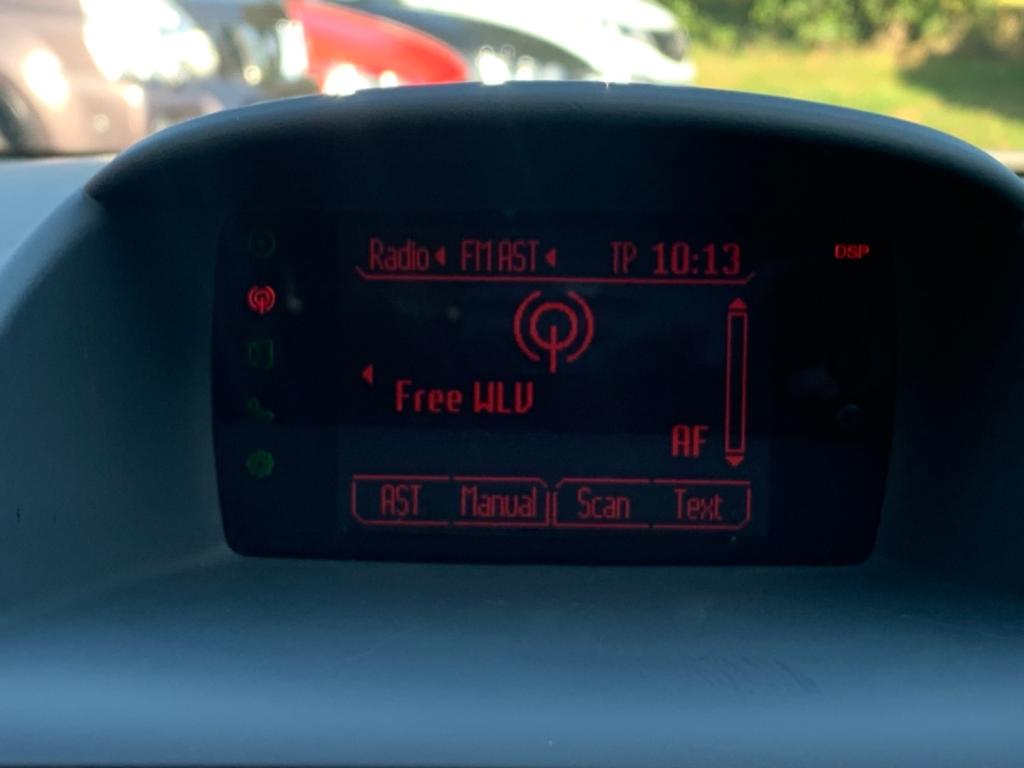 Radio FM AST TP 10:13 DSP
Free WLV
AF
AST Manual Scan Text